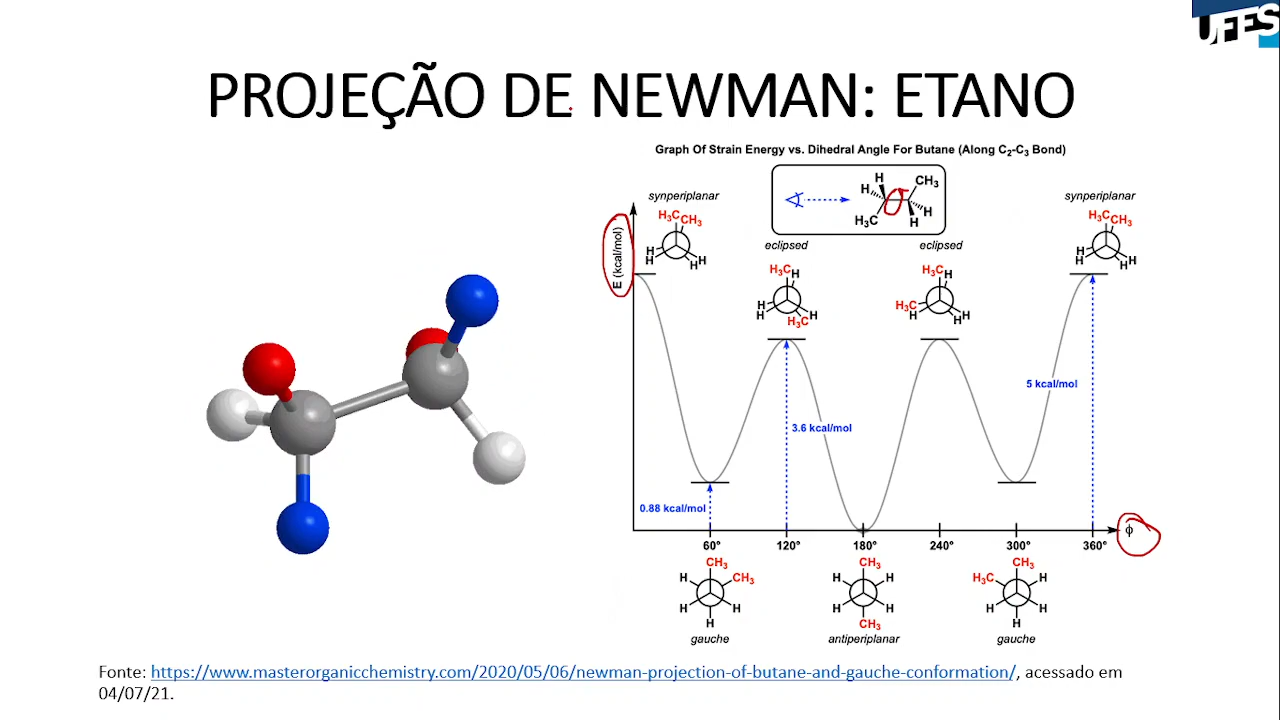 UFES
PROJEÇÃO DE NEWMAN: ETANO
Graph Of Strain Energy vs. Dihedral Angle For Butane (Along C₂-C₃ Bond)
H
H
CH₃
H₃C
H
H
synperiplanar
H₃C
CH₃
H
H
H
H
eclipsed
H₃C
H
H
H
H
H₃C
eclipsed
H₃C
H
H₃C
H
H
H
synperiplanar
H₃C
CH₃
H
H
H
H
E (kcal/mol)
0.88 kcal/mol
3.6 kcal/mol
5 kcal/mol
60°
120°
180°
240°
300°
360°
ϕ
CH₃
H
CH₃
H
H
H
gauche
CH₃
H
H
H
H
CH₃
antiperiplanar
CH₃
H₃C
H
H
H
H
gauche
Fonte: https://www.masterorganicchemistry.com/2020/05/06/newman-projection-of-butane-and-gauche-conformation/, acessado em
04/07/21.